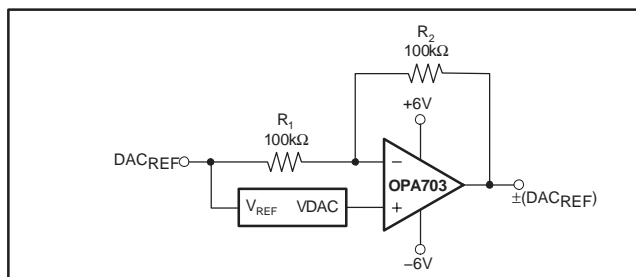 R2
100kΩ
+6V
R1
100kΩ
DACREF
−
OPA703
+
VREF VDAC
±(DACREF)
−6V